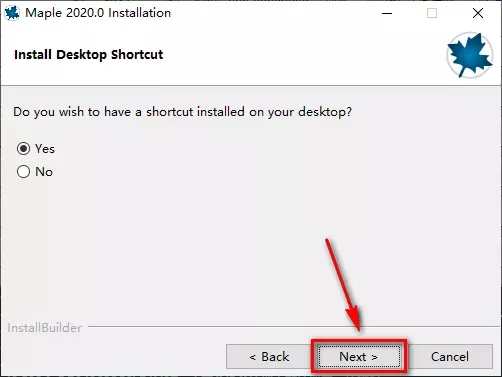 Maple 2020.0 Installation
Install Desktop Shortcut
Do you wish to have a shortcut installed on your desktop?
Yes
No
InstallBuilder
< Back Next > Cancel